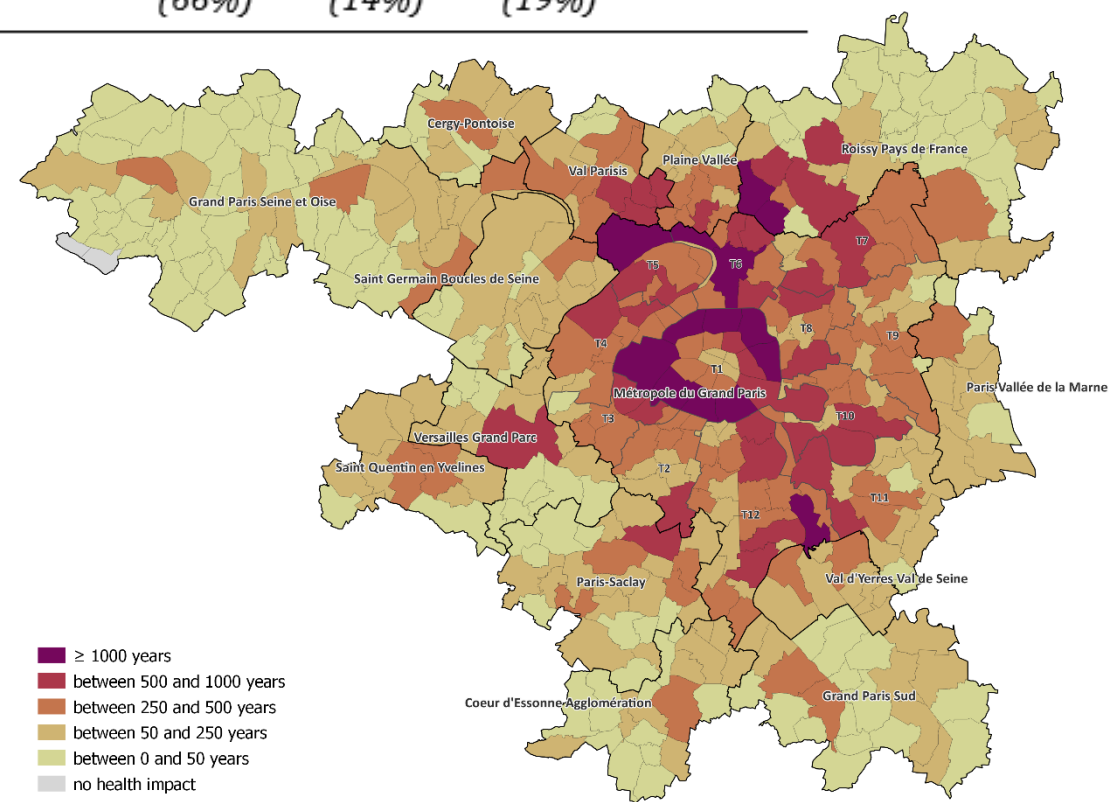 (66%) (14%) (19%)
Cergy-Pontoise
Roissy Pays de France
Plaine Vallée
Val Parisis
Grand Paris Seine et Oise
T7
T5
T6
Saint Germain Boucles de Seine
T8
T9
T4
T1
Paris Vallée de la Marne
Métropole du Grand Paris
T10
T3
Versailles Grand Parc
Saint Quentin en Yvelines
T2
T11
T12
Paris-Saclay
Val d'Yerres Val de Seine
Grand Paris Sud
Coeur d'Essonne Agglomération
≥ 1000 years
between 500 and 1000 years
between 250 and 500 years
between 50 and 250 years
between 0 and 50 years
no health impact